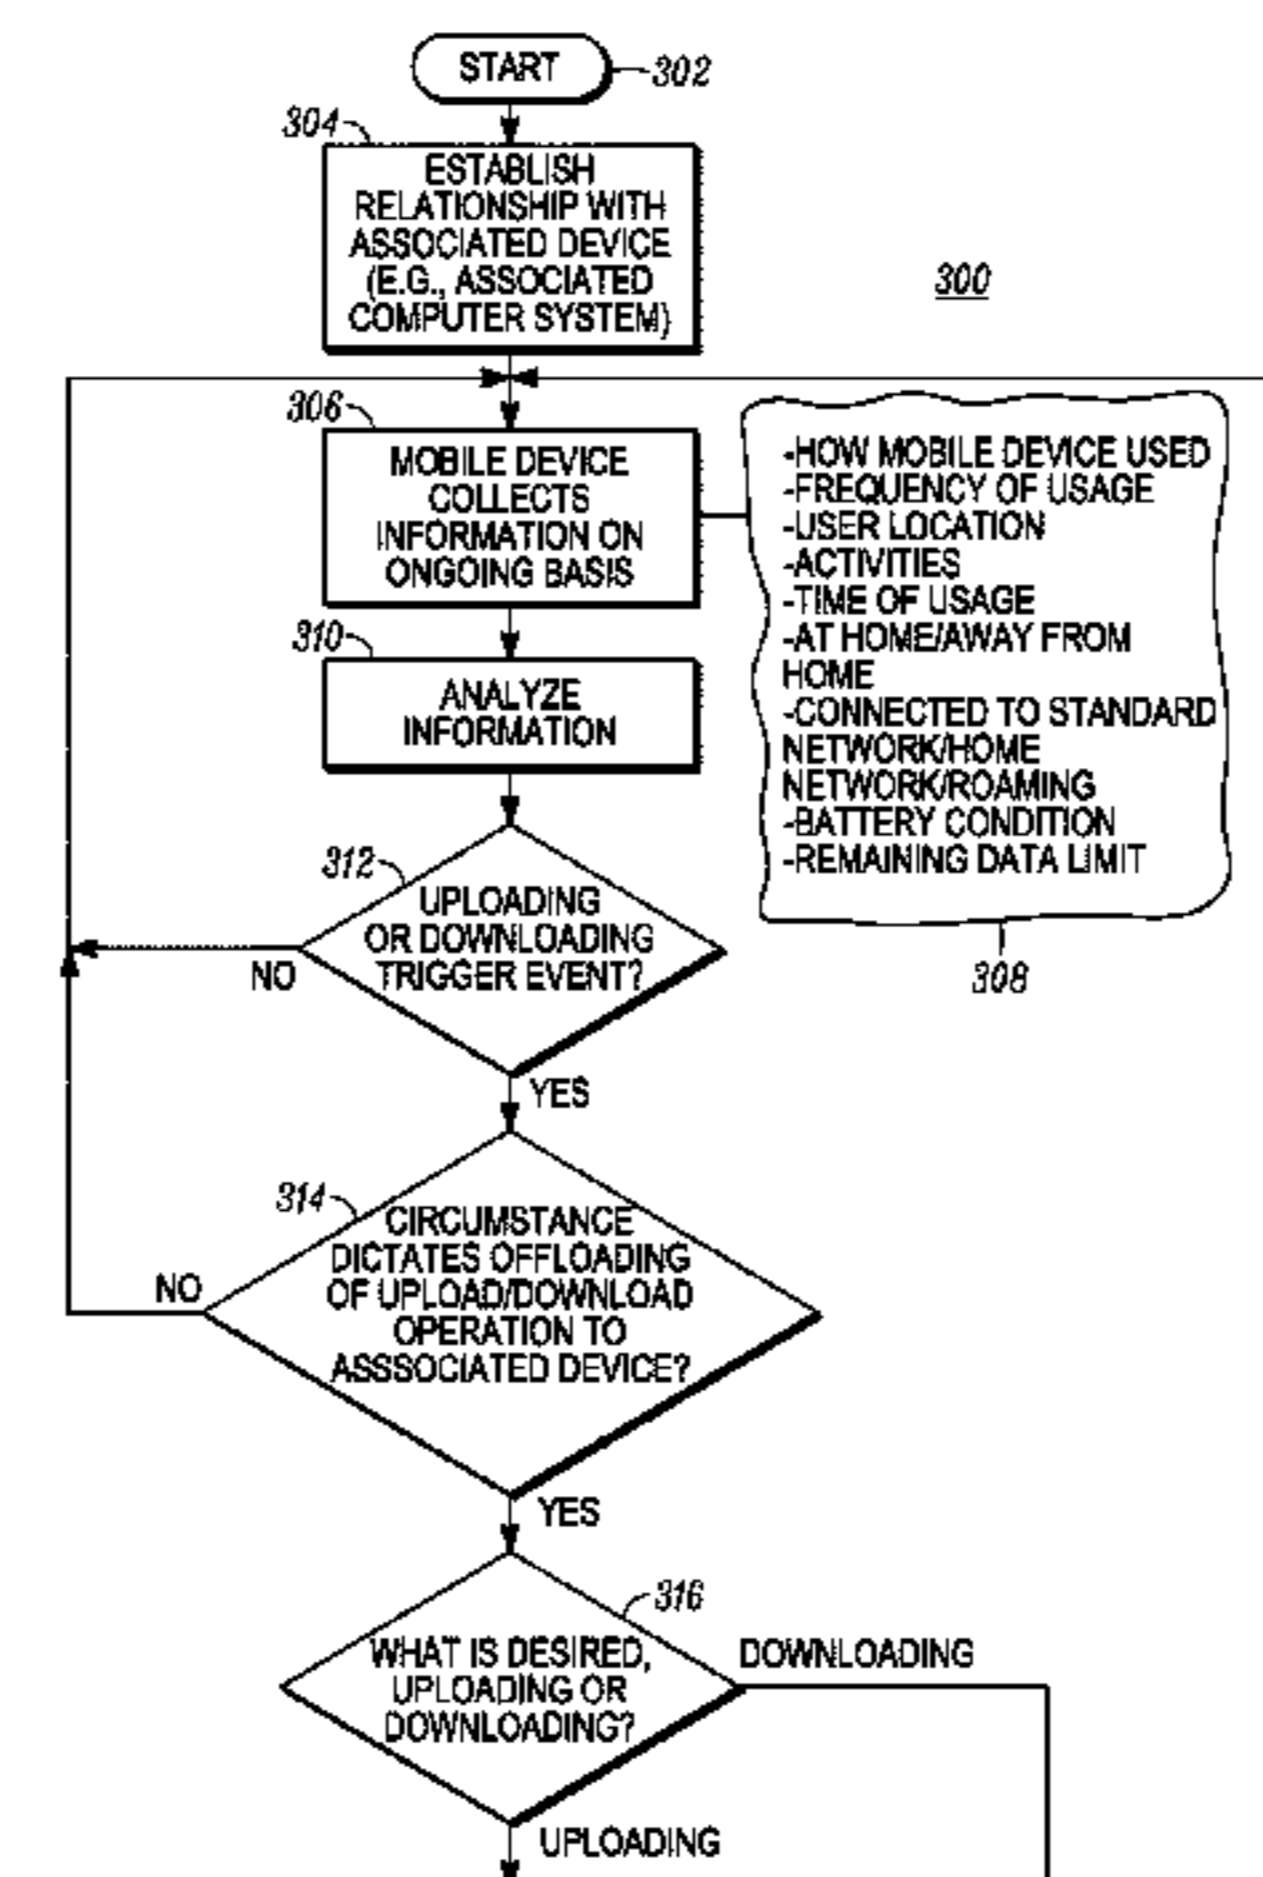 START
302
304
ESTABLISH
RELATIONSHIP WITH
ASSOCIATED DEVICE
(E.G., ASSOCIATED
COMPUTER SYSTEM)
300
306
MOBILE DEVICE
COLLECTS
INFORMATION ON
ONGOING BASIS
-HOW MOBILE DEVICE USED
-FREQUENCY OF USAGE
-USER LOCATION
-ACTIVITIES
-TIME OF USAGE
-AT HOME/AWAY FROM
HOME
-CONNECTED TO STANDARD
NETWORK/HOME
NETWORK/ROAMING
-BATTERY CONDITION
-REMAINING DATA LIMIT
308
310
ANALYZE
INFORMATION
312
UPLOADING
OR DOWNLOADING
TRIGGER EVENT?
NO
YES
314
CIRCUMSTANCE
DICTATES OFFLOADING
OF UPLOAD/DOWNLOAD
OPERATION TO
ASSSOCIATED DEVICE?
NO
YES
316
WHAT IS DESIRED,
UPLOADING OR
DOWNLOADING?
DOWNLOADING
UPLOADING